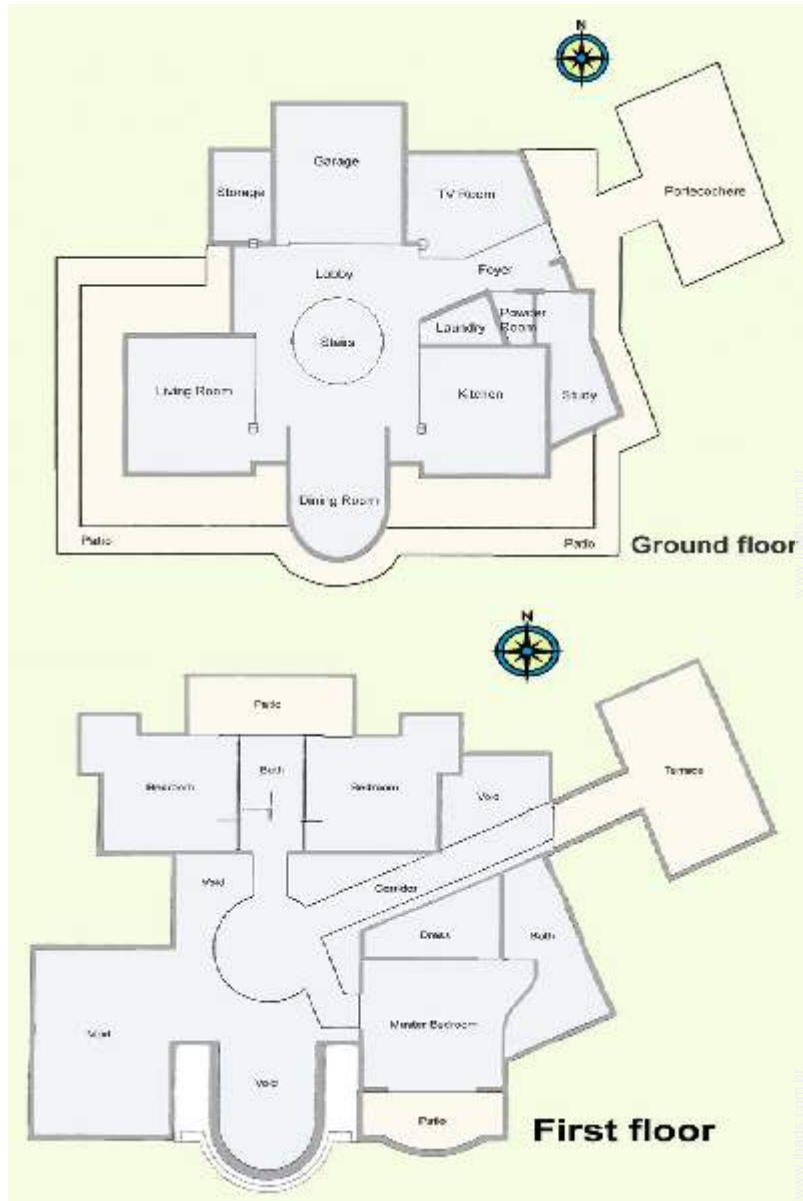 N
Garage
Storage
TV Room
Portecochere
Lobby
Foyer
Stairs
Laundry
Powder
Room
Living Room
Kitchen
Study
Dining Room
Patio
Patio
Ground floor
N
Patio
Bath
Bedroom
Bedroom
Void
Terrace
Void
Corridor
Dress
Bath
Void
Master Bedroom
Void
Patio
First floor